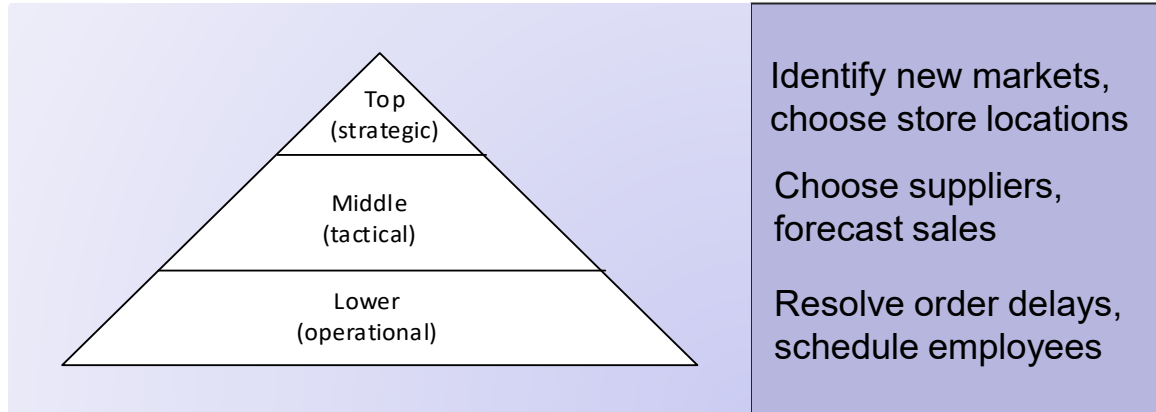 Top
(strategic)
Middle
(tactical)
Lower
(operational)
Identify new markets,
choose store locations
Choose suppliers,
forecast sales
Resolve order delays,
schedule employees